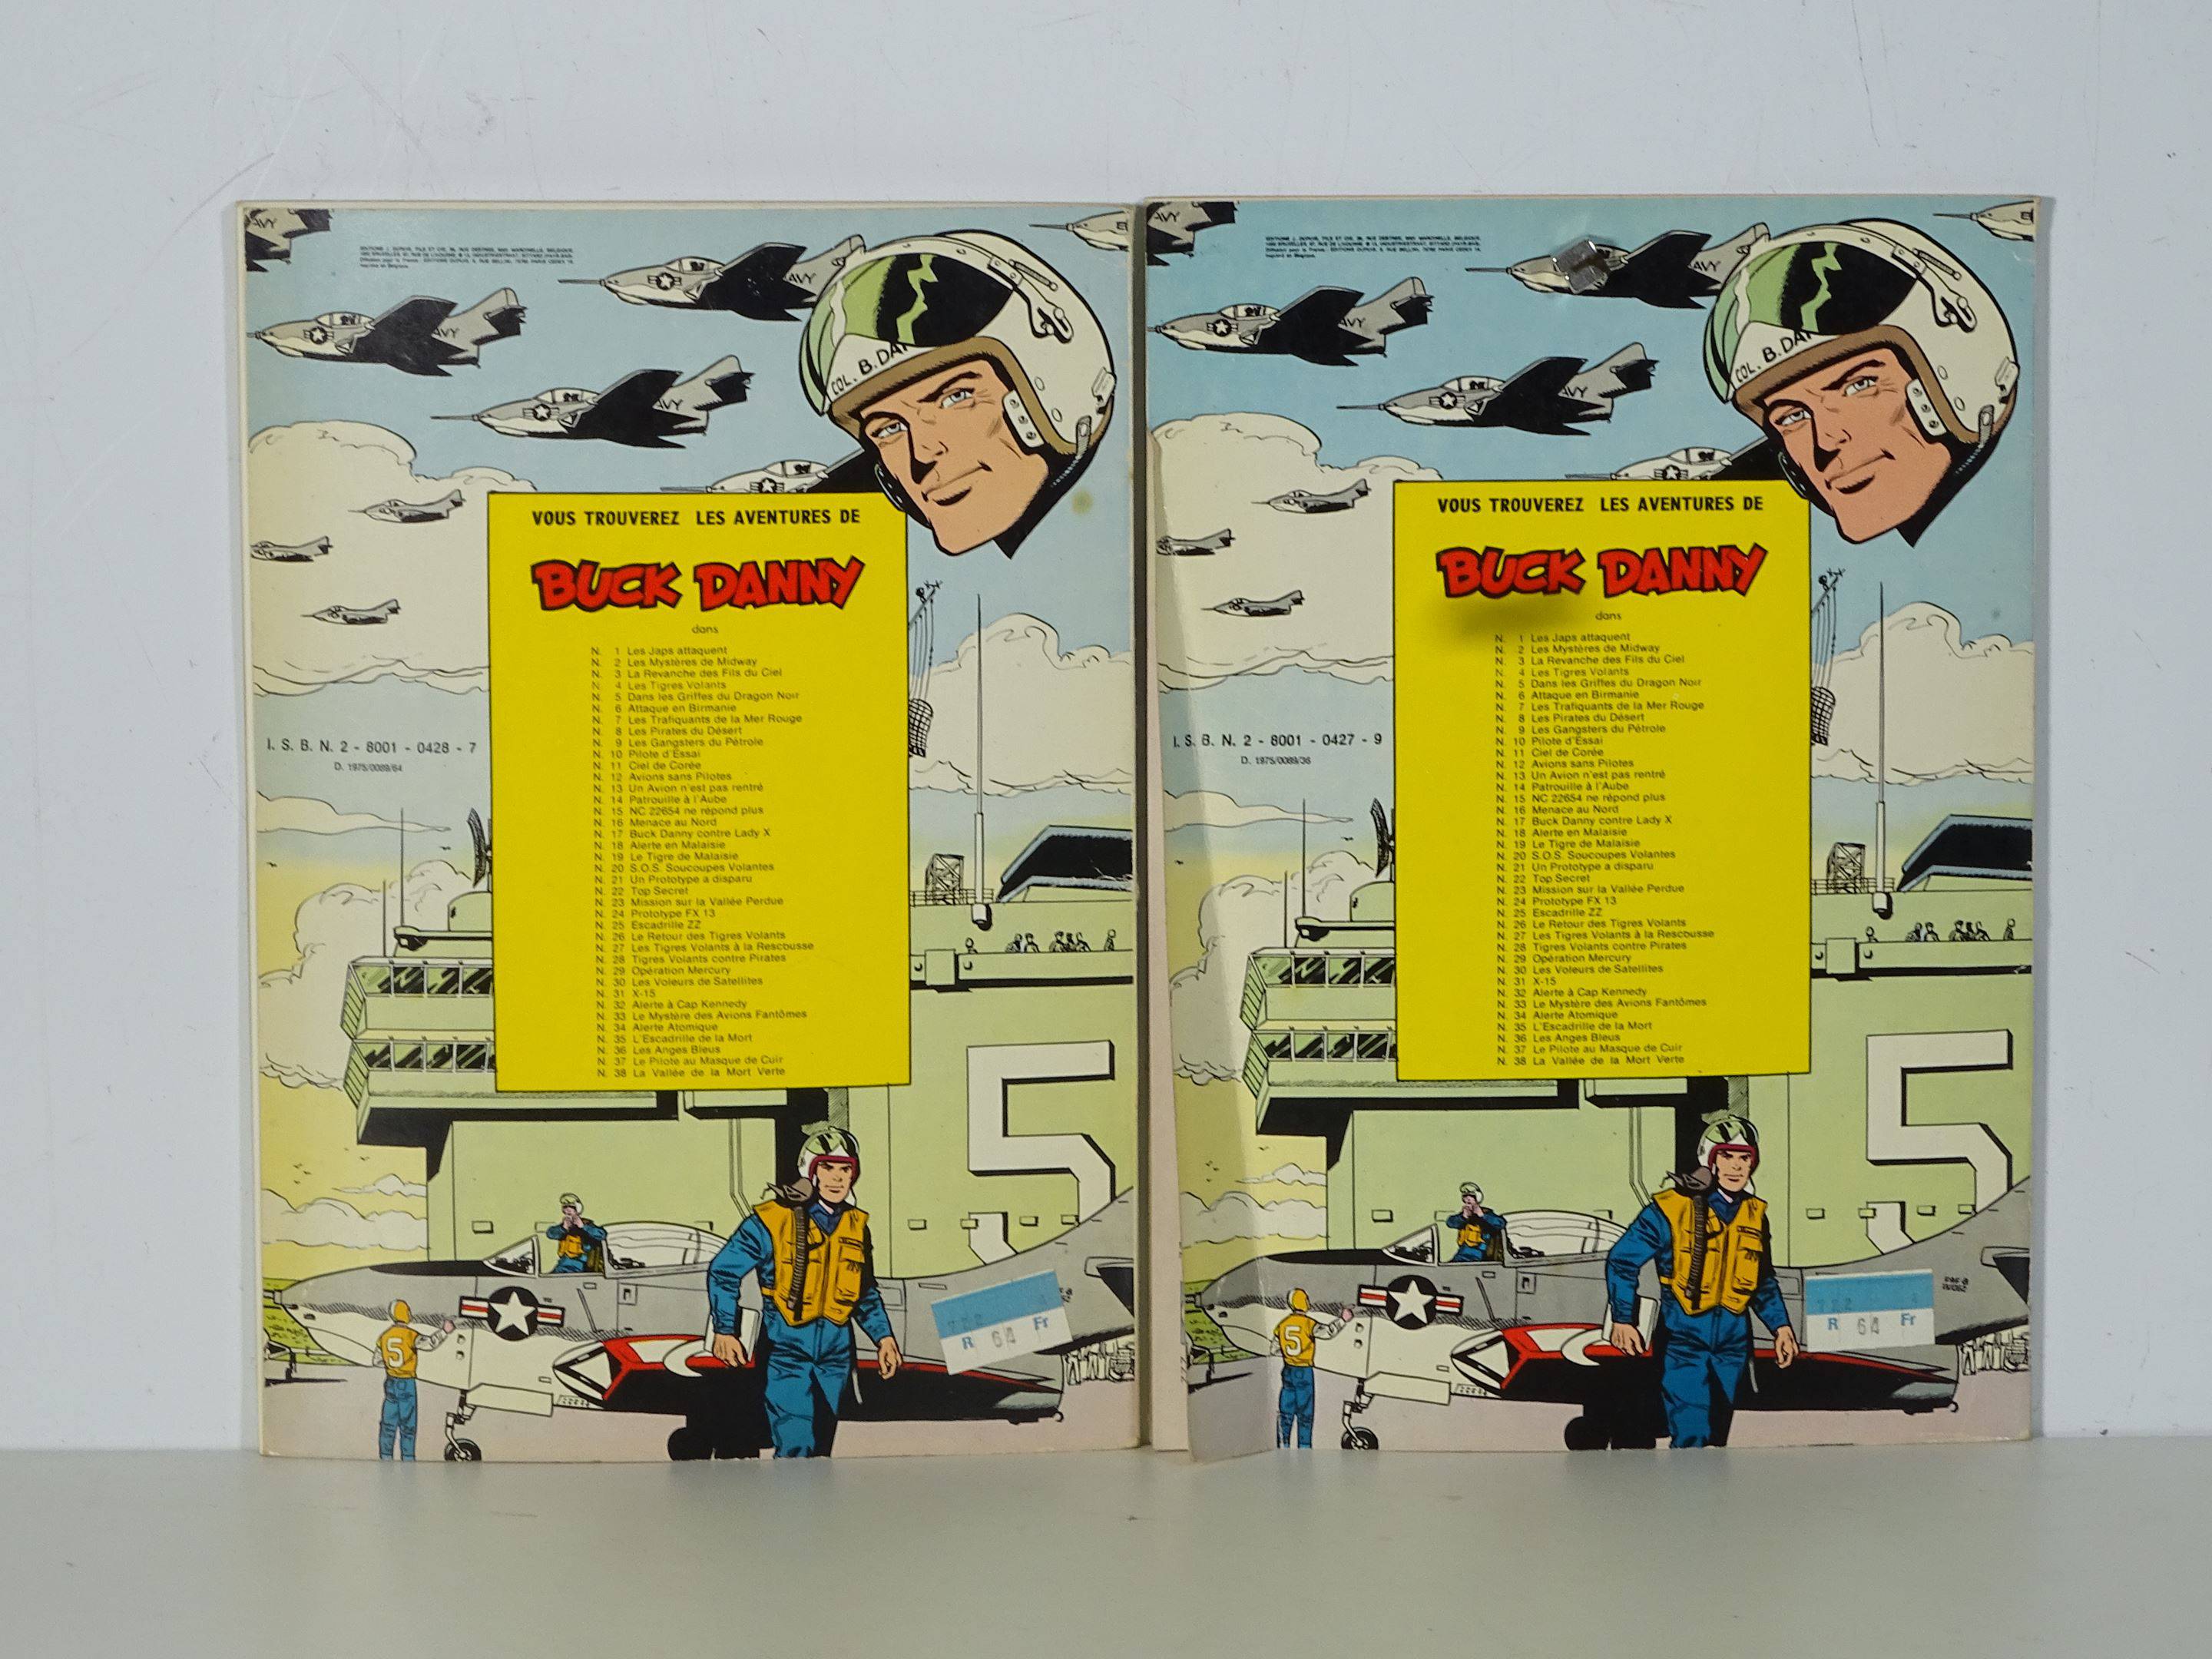 VOUS TROUVEREZ LES AVENTURES DE
BUCK DANNY
dans
N. 1 Les Japs attaquent
N. 2 Les Mystères de Midway
N. 3 La Revanche des Fils du Ciel
N. 4 Les Tigres Volants
N. 5 Dans les Griffes du Dragon Noir
N. 6 Attaque en Birmanie
N. 7 Les Trafiquants de la Mer Rouge
N. 8 Les Pirates du Désert
N. 9 Les Gangsters du Pétrole
N. 10 Pilote d'Essai
N. 11 Ciel de Corée
N. 12 Avions sans Pilotes
N. 13 Un Avion n'est pas rentré
N. 14 Patrouille à l'Aube
N. 15 NC 22654 ne répond plus
N. 16 Menace au Nord
N. 17 Buck Danny contre Lady X
N. 18 Alerte en Malaisie
N. 19 Le Tigre de Malaisie
N. 20 S.O.S. Soucoupes Volantes
N. 21 Un Prototype a disparu
N. 22 Top Secret
N. 23 Mission sur la Vallée Perdue
N. 24 Prototype FX 13
N. 25 Escadrille ZZ
N. 26 Le Retour des Tigres Volants
N. 27 Les Tigres Volants à la Rescousse
N. 28 Tigres Volants contre Pirates
N. 29 Opération Mercury
N. 30 Les Voleurs de Satellites
N. 31 X-15
N. 32 Alerte à Cap Kennedy
N. 33 Le Mystère des Avions Fantômes
N. 34 Alerte Atomique
N. 35 L'Escadrille de la Mort
N. 36 Les Anges Bleus
N. 37 Le Pilote au Masque de Cuir
N. 38 La Vallée de la Mort Verte
I. S. B. N. 2 - 8001 - 0428 - 7
D. 1975/0089/64
COL. B. DAN
AVY
AVY
AVY
AVY
5
5
R 64 Fr
VOUS TROUVEREZ LES AVENTURES DE
BUCK DANNY
dans
N. 1 Les Japs attaquent
N. 2 Les Mystères de Midway
N. 3 La Revanche des Fils du Ciel
N. 4 Les Tigres Volants
N. 5 Dans les Griffes du Dragon Noir
N. 6 Attaque en Birmanie
N. 7 Les Trafiquants de la Mer Rouge
N. 8 Les Pirates du Désert
N. 9 Les Gangsters du Pétrole
N. 10 Pilote d'Essai
N. 11 Ciel de Corée
N. 12 Avions sans Pilotes
N. 13 Un Avion n'est pas rentré
N. 14 Patrouille à l'Aube
N. 15 NC 22654 ne répond plus
N. 16 Menace au Nord
N. 17 Buck Danny contre Lady X
N. 18 Alerte en Malaisie
N. 19 Le Tigre de Malaisie
N. 20 S.O.S. Soucoupes Volantes
N. 21 Un Prototype a disparu
N. 22 Top Secret
N. 23 Mission sur la Vallée Perdue
N. 24 Prototype FX 13
N. 25 Escadrille ZZ
N. 26 Le Retour des Tigres Volants
N. 27 Les Tigres Volants à la Rescousse
N. 28 Tigres Volants contre Pirates
N. 29 Opération Mercury
N. 30 Les Voleurs de Satellites
N. 31 X-15
N. 32 Alerte à Cap Kennedy
N. 33 Le Mystère des Avions Fantômes
N. 34 Alerte Atomique
N. 35 L'Escadrille de la Mort
N. 36 Les Anges Bleus
N. 37 Le Pilote au Masque de Cuir
N. 38 La Vallée de la Mort Verte
I. S. B. N. 2 - 8001 - 0427 - 9
D. 1975/0089/36
COL. B. DAN
AVY
AVY
AVY
AVY
5
5
R 64 Fr